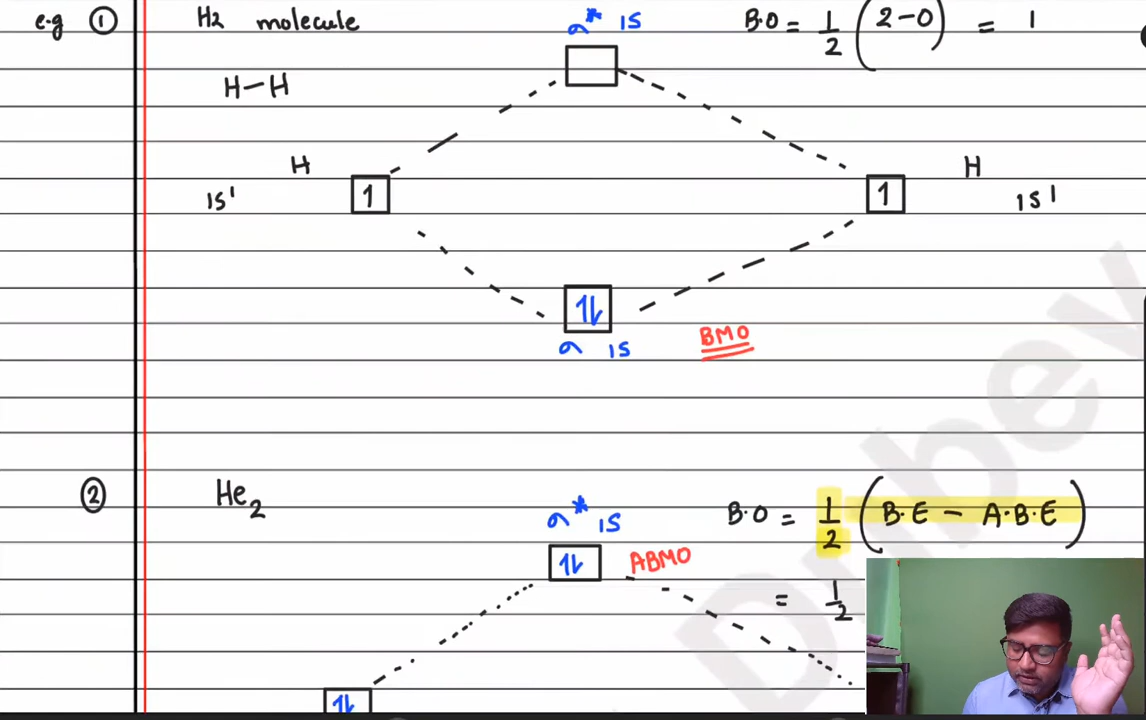 e.g ① H₂ molecule
σ* 1S
B.O = 1/2 (2-0) = 1
H-H
H
1
1S¹
H
1
1S¹
1⇂
σ 1S
BMO
② He₂
σ* 1S
1⇂
ABMO
B.O = 1/2 (B.E - A.B.E)
= 1/2
1⇂